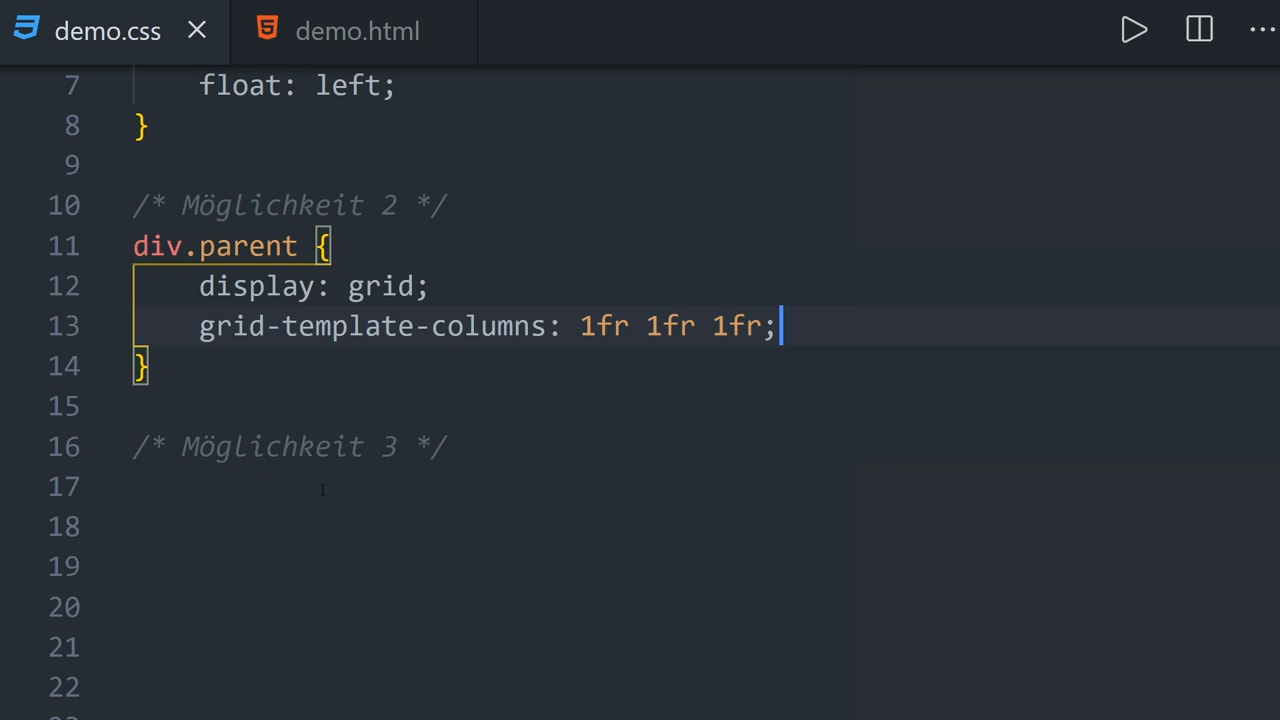 demo.css
demo.html
7 float: left;
8 }
9
10 /* Möglichkeit 2 */
11 div.parent {
12 display: grid;
13 grid-template-columns: 1fr 1fr 1fr;
14 }
15
16 /* Möglichkeit 3 */
17
18
19
20
21
22